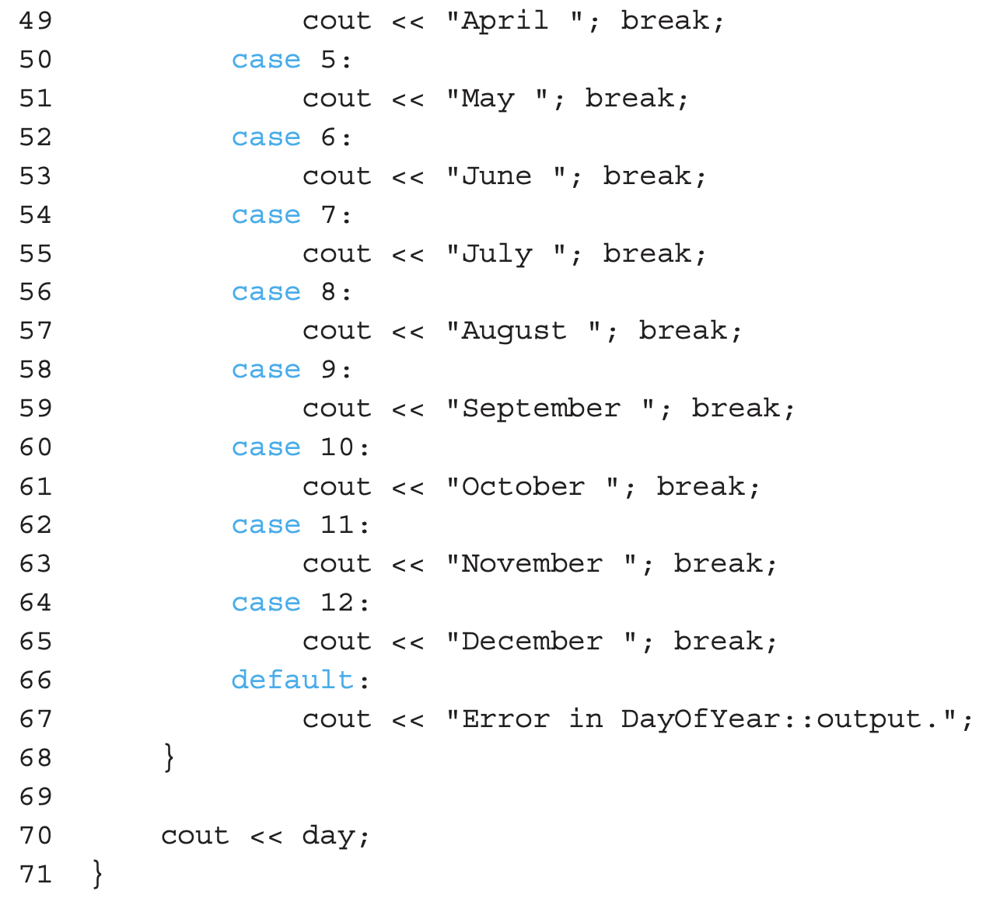 49              cout << "April "; break;
50          case 5:
51              cout << "May "; break;
52          case 6:
53              cout << "June "; break;
54          case 7:
55              cout << "July "; break;
56          case 8:
57              cout << "August "; break;
58          case 9:
59              cout << "September "; break;
60          case 10:
61              cout << "October "; break;
62          case 11:
63              cout << "November "; break;
64          case 12:
65              cout << "December "; break;
66          default:
67              cout << "Error in DayOfYear::output.";
68      }
69
70      cout << day;
71  }